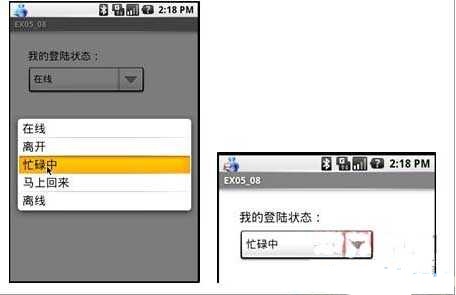 2:18 PM
EX05_08
我的登陆状态：
在线
在线
离开
忙碌中
马上回来
离线
2:18 PM
EX05_08
我的登陆状态：
忙碌中